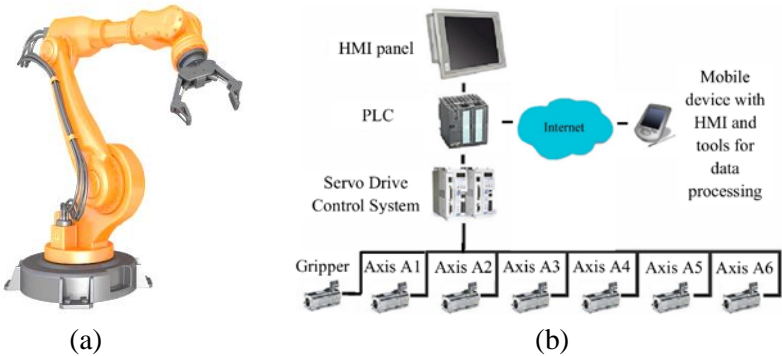 HMI panel
PLC
Internet
Mobile
device with
HMI and
tools for
data
processing
Servo Drive
Control System
Gripper Axis A1 Axis A2 Axis A3 Axis A4 Axis A5 Axis A6
(a) (b)